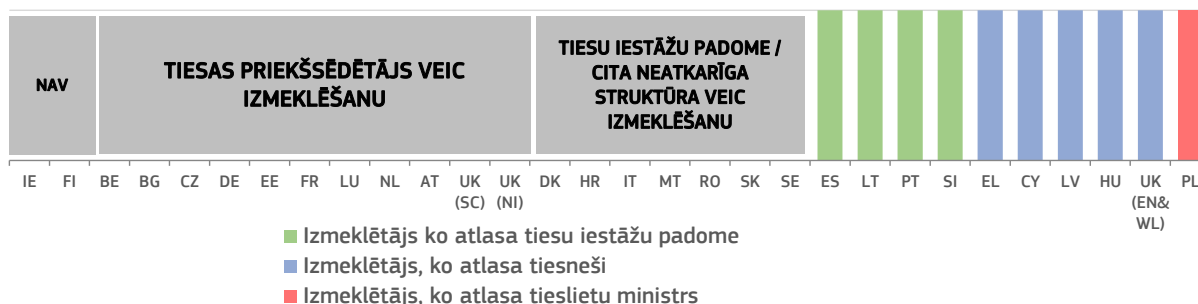 NAV
TIESAS PRIEKŠSĒDĒTĀJS VEIC
IZMEKLĒŠANU
TIESU IESTĀŽU PADOME /
CITA NEATKARĪGA
STRUKTŪRA VEIC
IZMEKLĒŠANU
IE FI BE BG CZ DE EE FR LU NL AT UK (SC) UK (NI) DK HR IT MT RO SK SE ES LT PT SI EL CY LV HU UK (EN& WL) PL
Izmeklētājs ko atlasa tiesu iestāžu padome
Izmeklētājs, ko atlasa tiesneši
Izmeklētājs, ko atlasa tieslietu ministrs